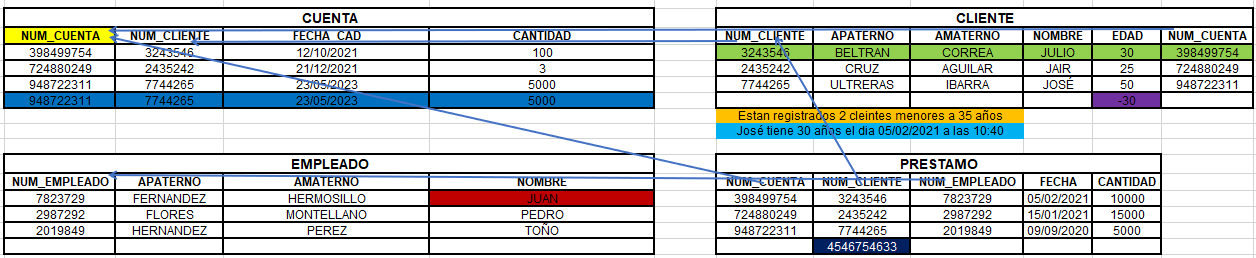 CUENTA
NUM_CUENTA NUM_CLIENTE FECHA_CAD CANTIDAD
398499754 3243546 12/10/2021 100
724880249 2435242 21/12/2021 3
948722311 7744265 23/05/2023 5000
948722311 7744265 23/05/2023 5000
CLIENTE
NUM_CLIENTE APATERNO AMATERNO NOMBRE EDAD NUM_CUENTA
3243546 BELTRAN CORREA JULIO 30 398499754
2435242 CRUZ AGUILAR JAIR 25 724880249
7744265 ULTRERAS IBARRA JOSÉ 50 948722311
-30
Estan registrados 2 cleintes menores a 35 años
José tiene 30 años el dia 05/02/2021 a las 10:40
EMPLEADO
NUM_EMPLEADO APATERNO AMATERNO NOMBRE
7823729 FERNANDEZ HERMOSILLO JUAN
2987292 FLORES MONTELLANO PEDRO
2019849 HERNANDEZ PEREZ TOÑO
PRESTAMO
NUM_CUENTA NUM_CLIENTE NUM_EMPLEADO FECHA CANTIDAD
398499754 3243546 7823729 05/02/2021 10000
724880249 2435242 2987292 15/01/2021 15000
948722311 7744265 2019849 09/09/2020 5000
4546754633